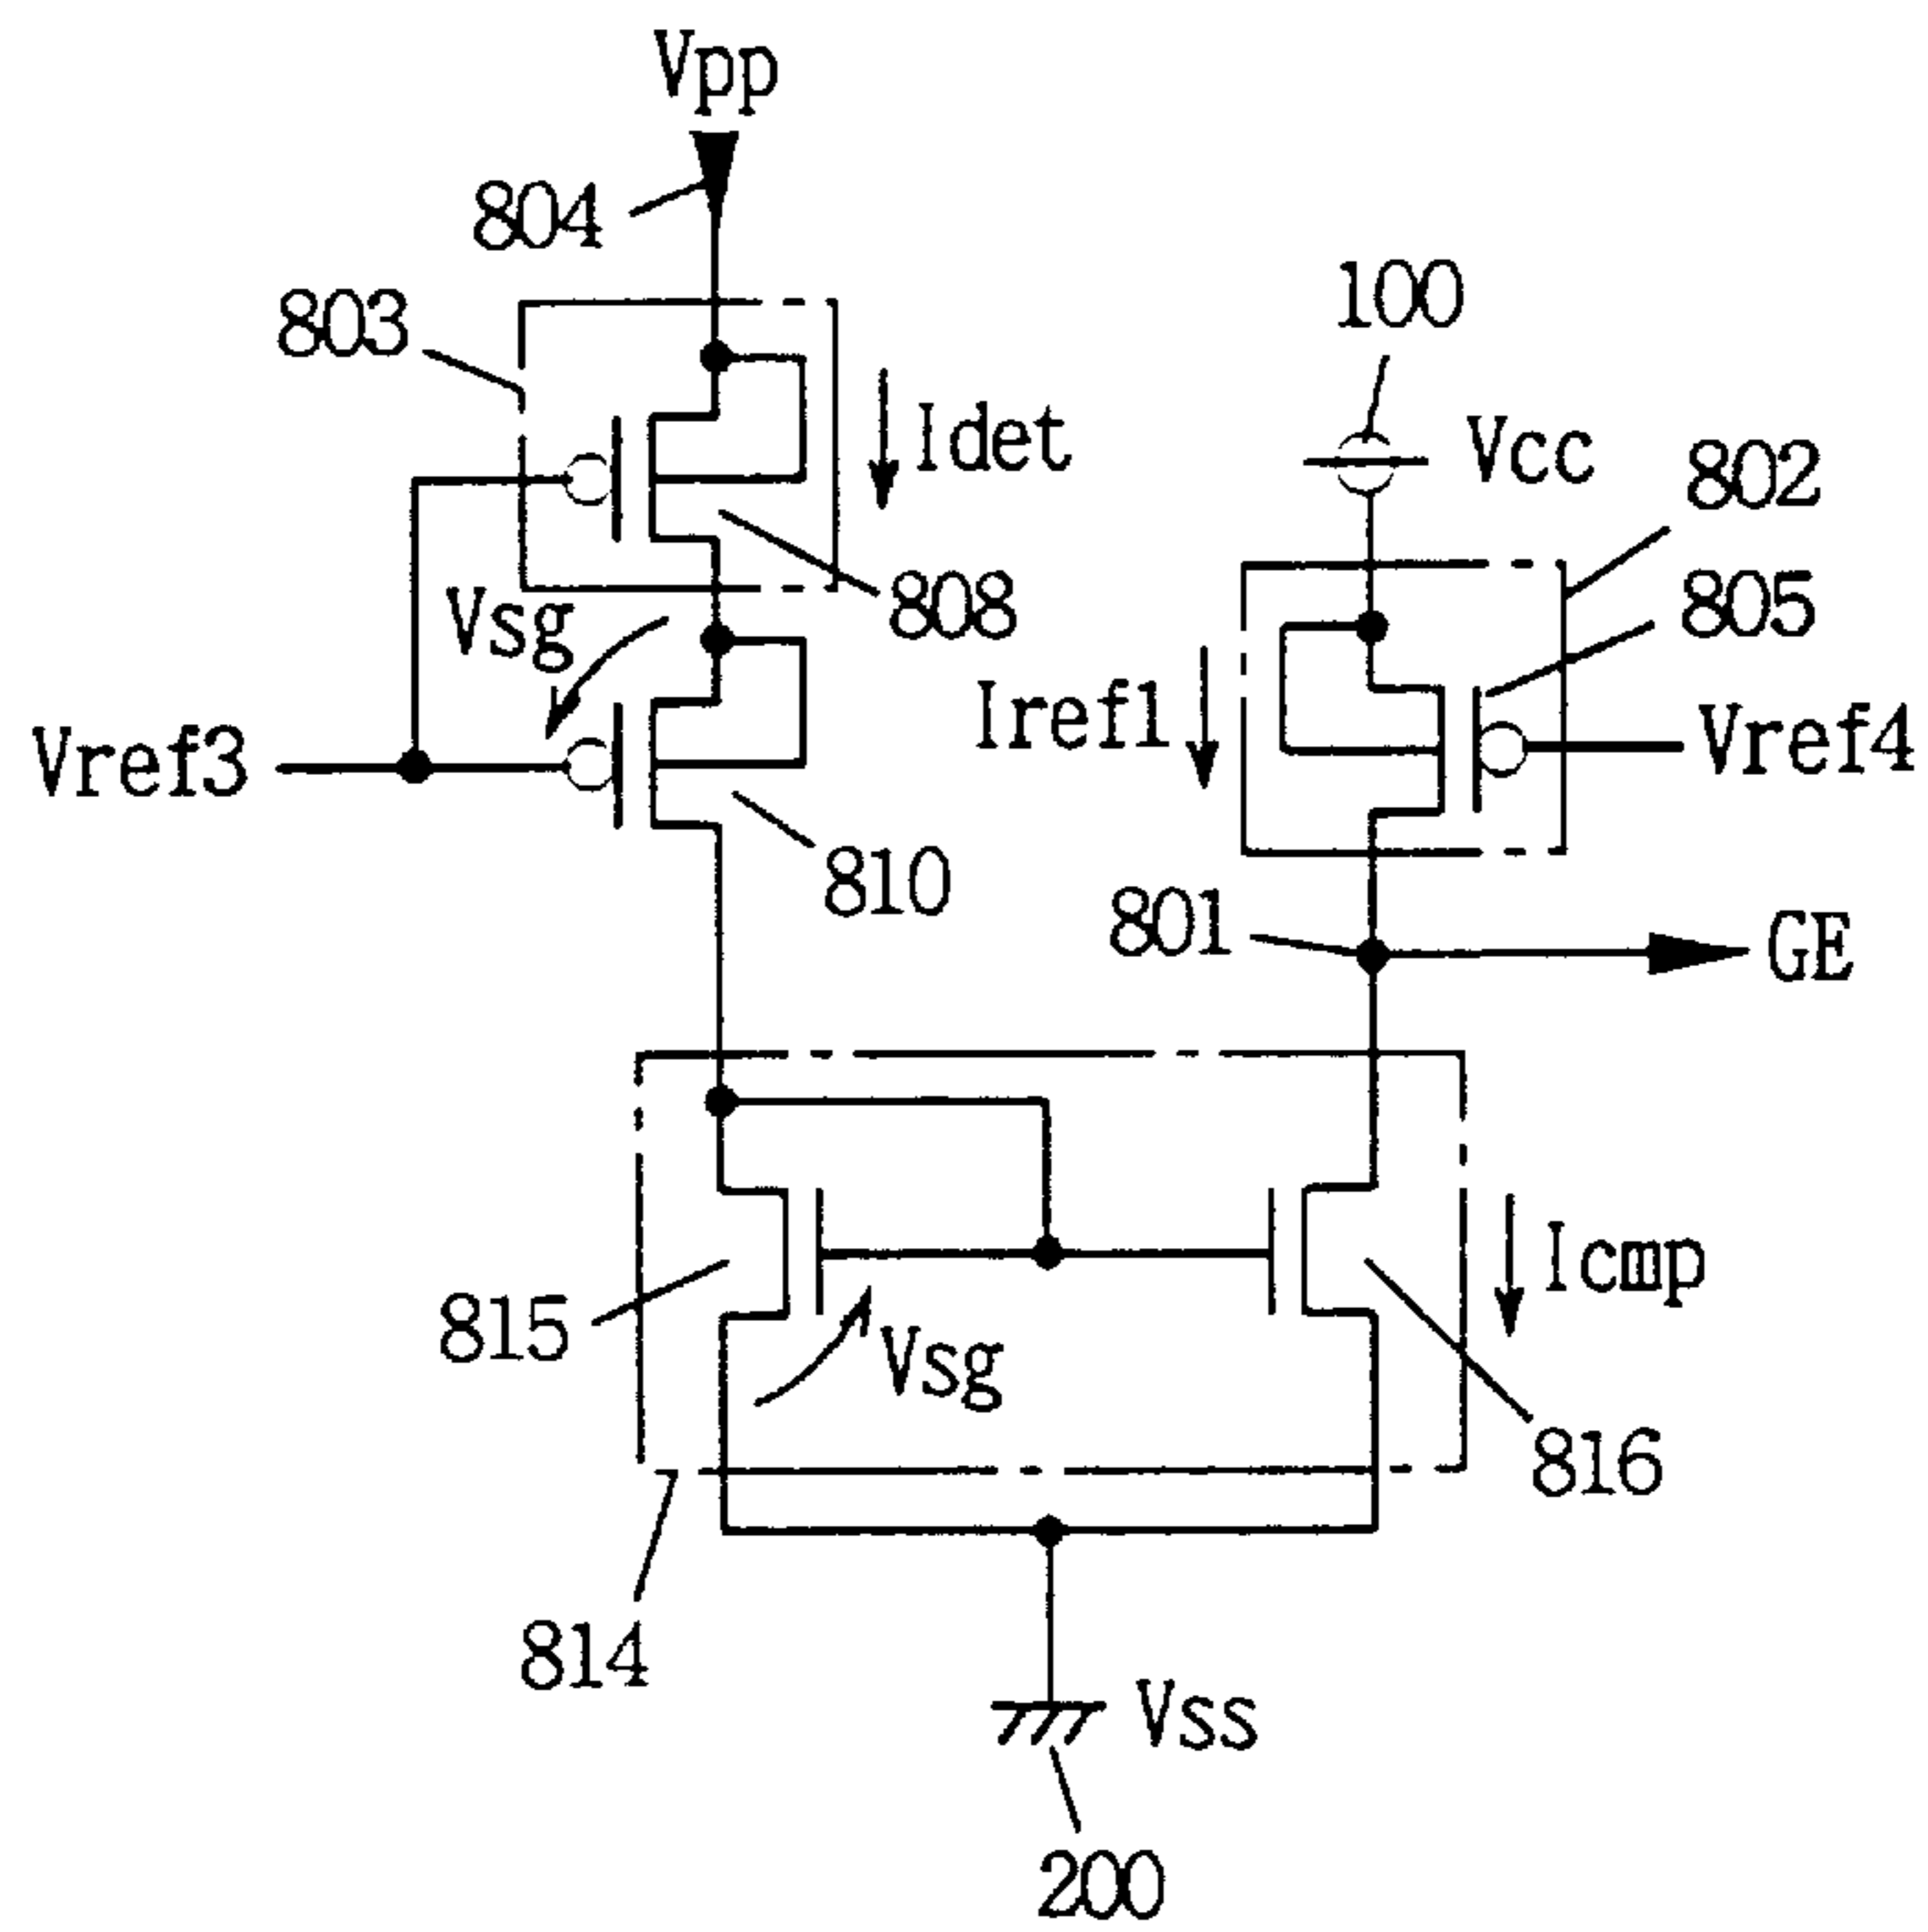 Vpp
804
803
100
Idet
Vcc
802
808
805
Vsg
Iref1
Vref4
Vref3
810
801
GE
Icmp
815
Vsg
816
814
Vss
200